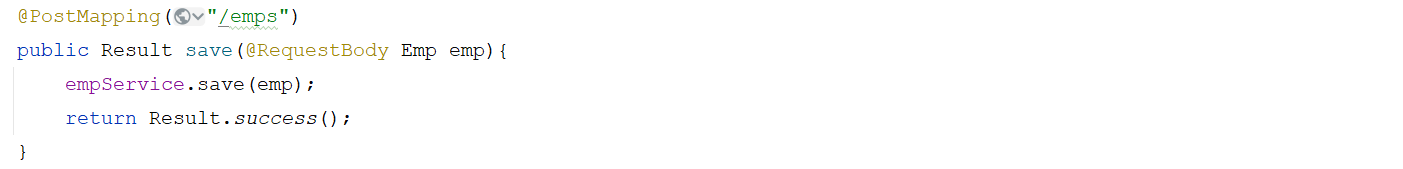 @PostMapping("/emps")
public Result save(@RequestBody Emp emp){
    empService.save(emp);
    return Result.success();
}